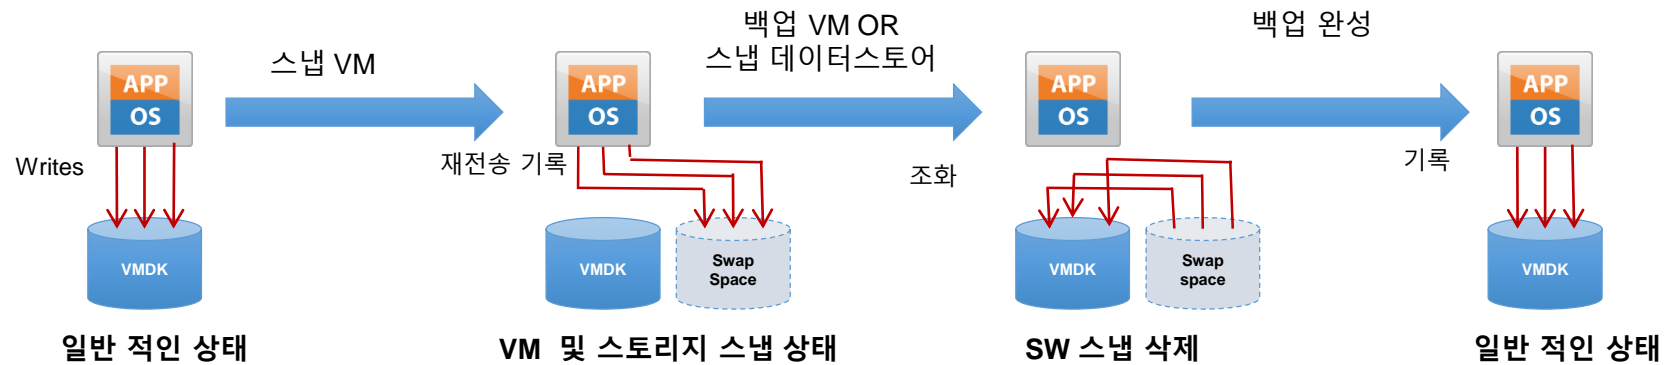 스냅 VM
백업 VM OR
스냅 데이터스토어
백업 완성
APP
OS
APP
OS
APP
OS
APP
OS
Writes
재전송 기록
조화
기록
VMDK
VMDK
Swap
Space
VMDK
Swap
space
VMDK
일반 적인 상태
VM 및 스토리지 스냅 상태
SW 스냅 삭제
일반 적인 상태